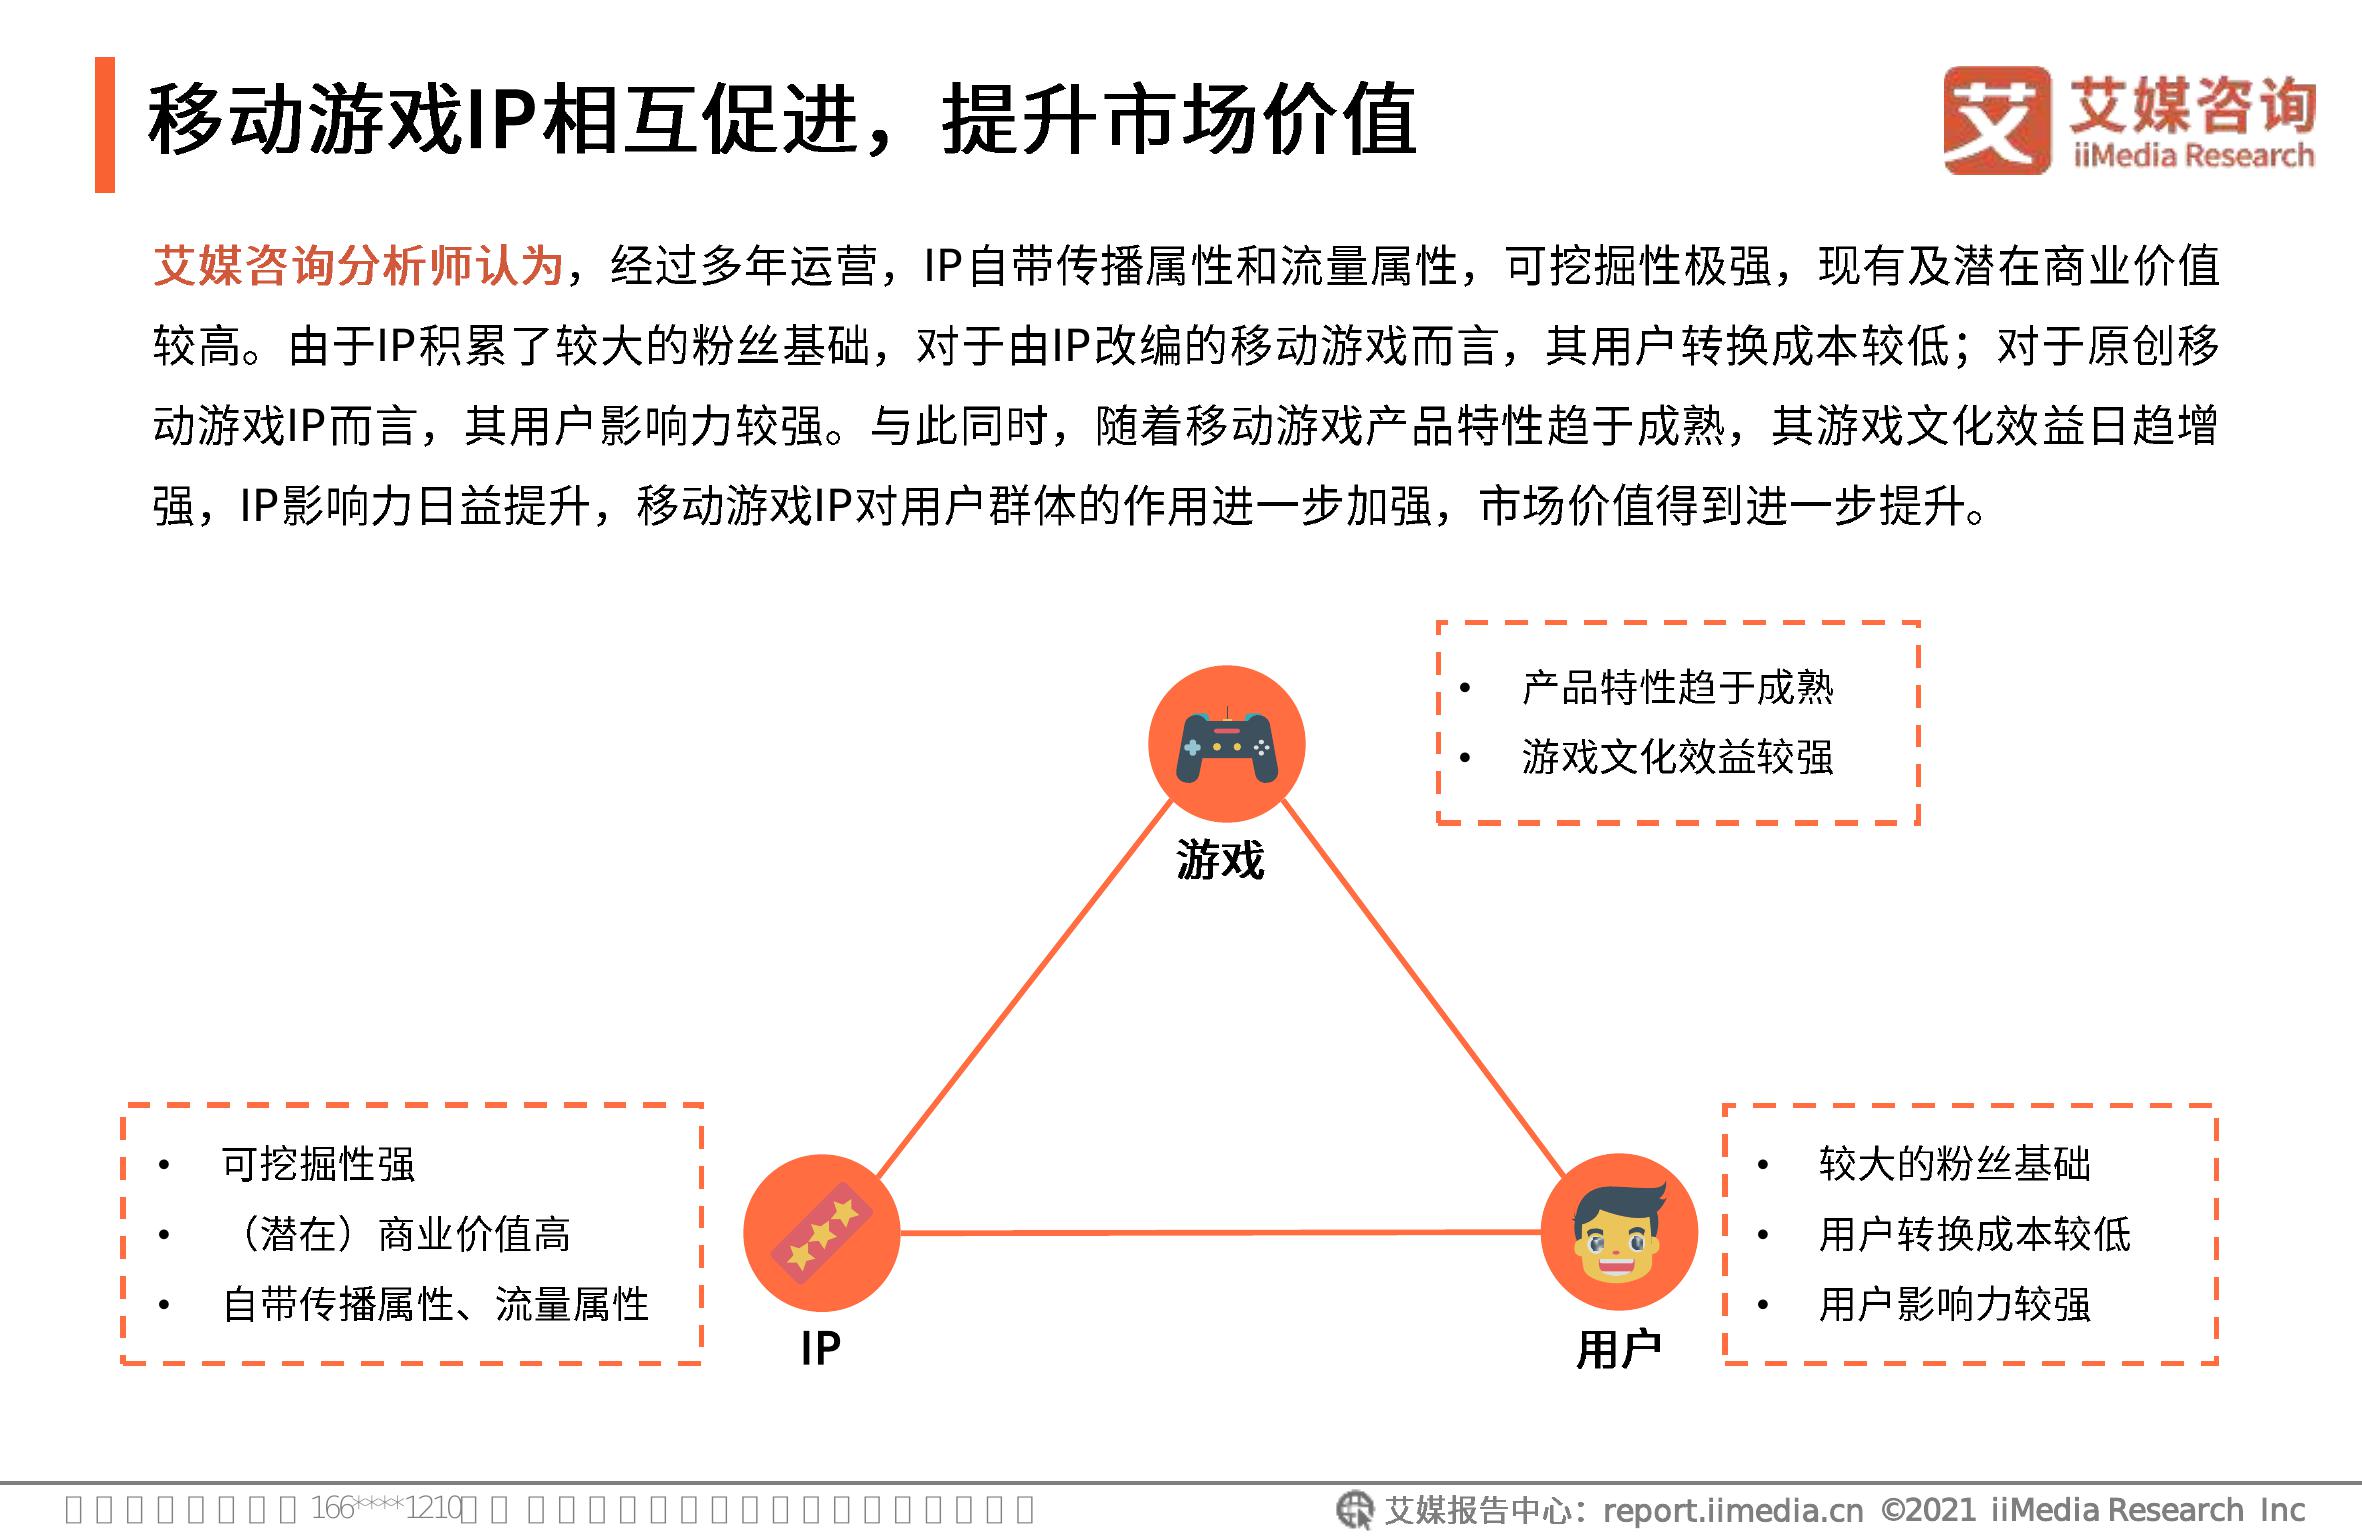 移动游戏IP相互促进，提升市场价值
艾媒咨询
iiMedia Research
艾媒咨询分析师认为，经过多年运营，IP自带传播属性和流量属性，可挖掘性极强，现有及潜在商业价值
较高。由于IP积累了较大的粉丝基础，对于由IP改编的移动游戏而言，其用户转换成本较低；对于原创移
动游戏IP而言，其用户影响力较强。与此同时，随着移动游戏产品特性趋于成熟，其游戏文化效益日趋增
强，IP影响力日益提升，移动游戏IP对用户群体的作用进一步加强，市场价值得到进一步提升。
• 产品特性趋于成熟
• 游戏文化效益较强
游戏
• 可挖掘性强
• （潜在）商业价值高
• 自带传播属性、流量属性
IP
用户
• 较大的粉丝基础
• 用户转换成本较低
• 用户影响力较强
166****1210
艾媒报告中心：report.iimedia.cn ©2021 iiMedia Research Inc